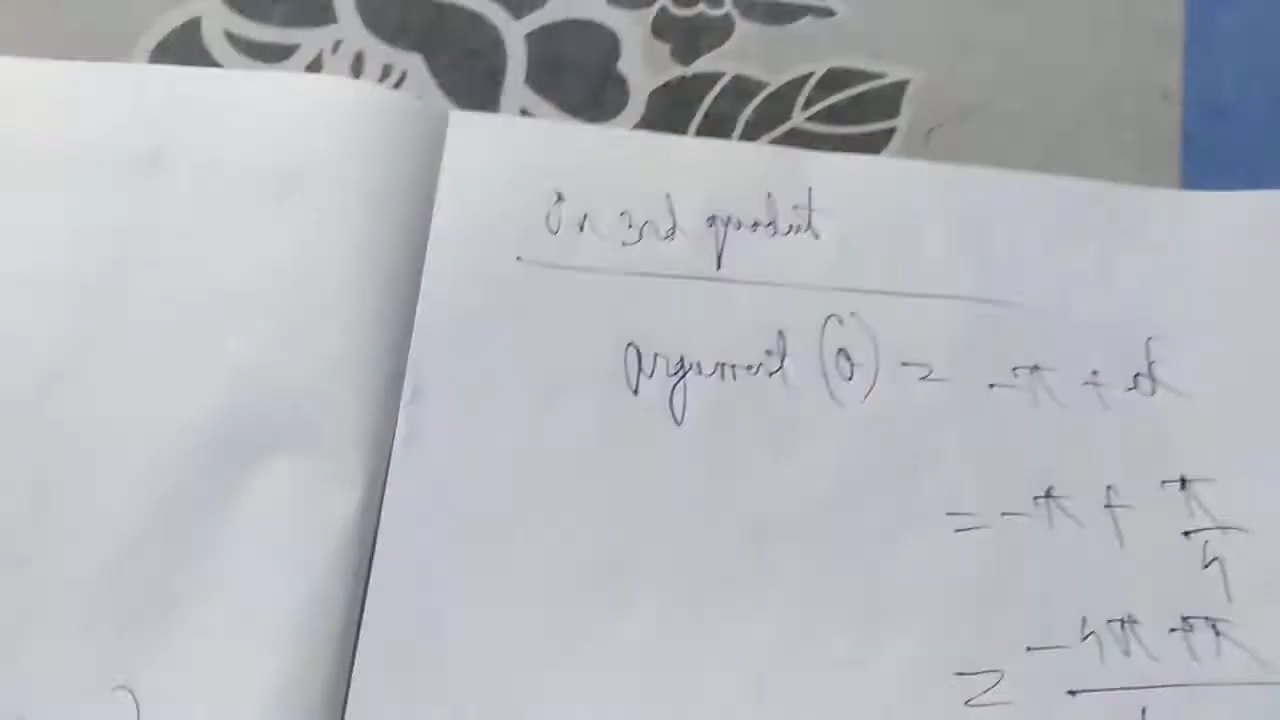 In 3rd quadrant
argument (θ) = -π + α
= -π + π/4
= -4π + π